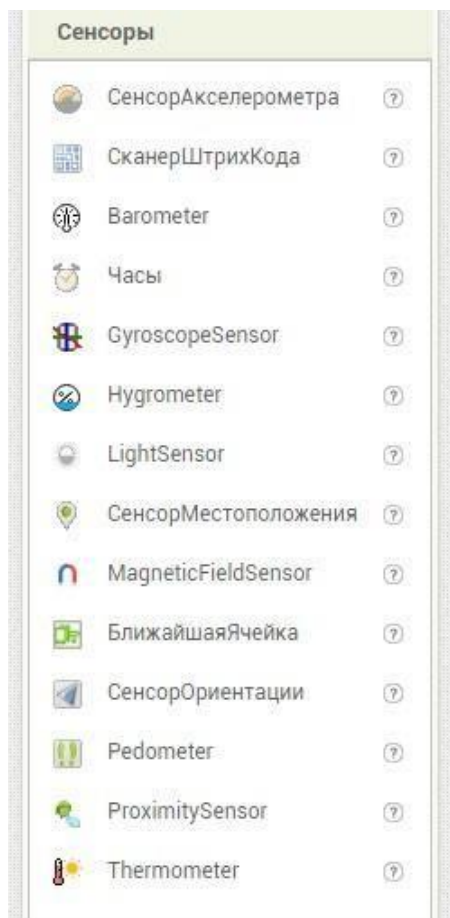 Сенсоры
СенсорАкселерометра ?
СканерШтрихКода ?
Barometer ?
Часы ?
GyroscopeSensor ?
Hygrometer ?
LightSensor ?
СенсорМестоположения ?
MagneticFieldSensor ?
БлижайшаяЯчейка ?
СенсорОриентации ?
Pedometer ?
ProximitySensor ?
Thermometer ?